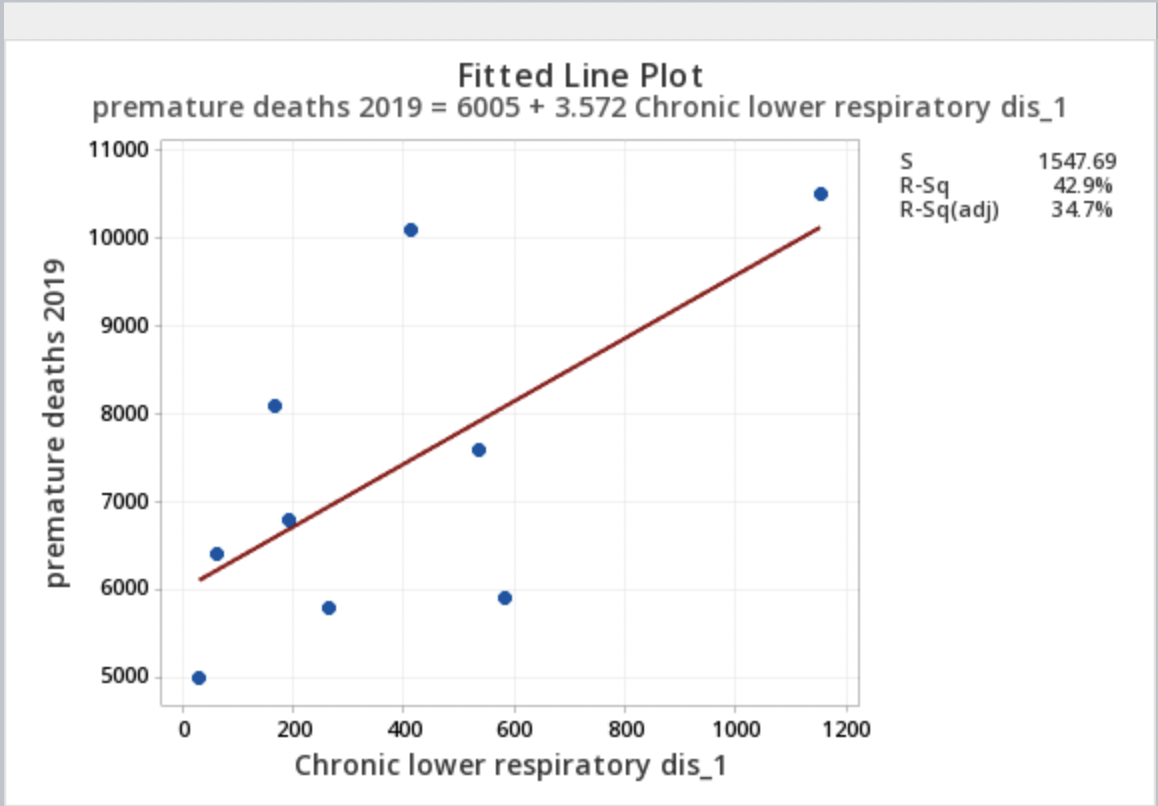 Fitted Line Plot
premature deaths 2019 = 6005 + 3.572 Chronic lower respiratory dis_1
S 1547.69
R-Sq 42.9%
R-Sq(adj) 34.7%
premature deaths 2019
11000
10000
9000
8000
7000
6000
5000
0 200 400 600 800 1000 1200
Chronic lower respiratory dis_1